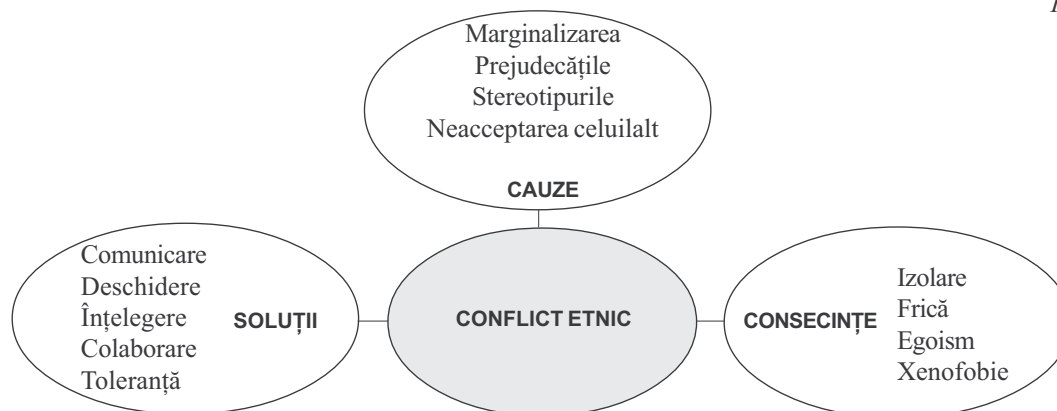 Marginalizarea
Prejudecățile
Stereotipurile
Neacceptarea celuilalt
CAUZE
Comunicare
Deschidere
Înțelegere
Colaborare
Toleranță
SOLUȚII
CONFLICT ETNIC
CONSECINȚE
Izolare
Frică
Egoism
Xenofobie